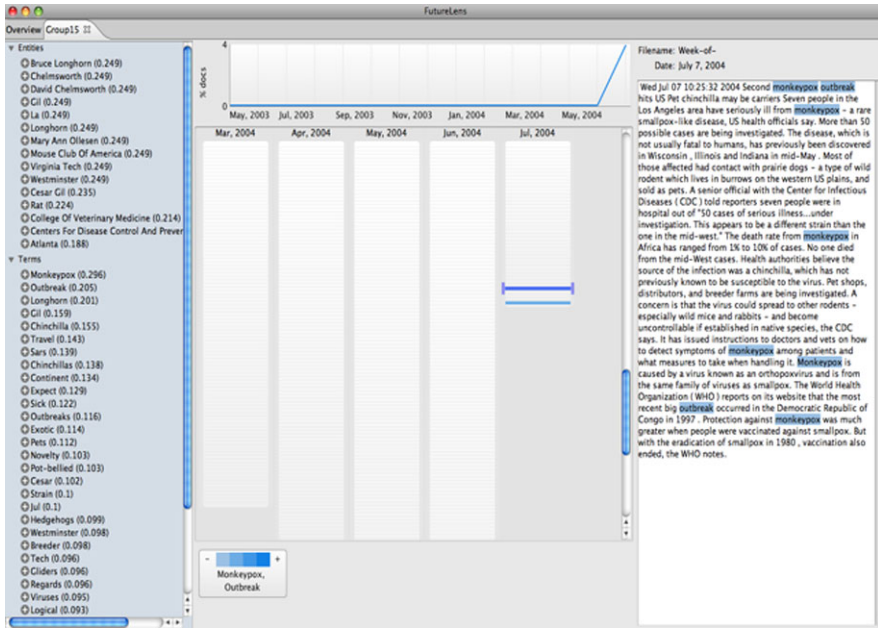 FutureLens
Overview Group15
Entities
Bruce Longhorn (0.249)
Chelmsworth (0.249)
David Chelmsworth (0.249)
Gil (0.249)
La (0.249)
Longhorn (0.249)
Mary Ann Ollesen (0.249)
Mouse Club Of America (0.249)
Virginia Tech (0.249)
Westminster (0.249)
Cesar Gil (0.235)
Rat (0.224)
College Of Veterinary Medicine (0.214)
Centers For Disease Control And Prever
Atlanta (0.188)
Terms
Monkeypox (0.296)
Outbreak (0.205)
Longhorn (0.201)
Gil (0.159)
Chinchilla (0.155)
Travel (0.143)
Sars (0.139)
Chinchillas (0.138)
Continent (0.134)
Expect (0.129)
Sick (0.122)
Outbreaks (0.116)
Exotic (0.114)
Pets (0.112)
Novelty (0.103)
Pot-bellied (0.103)
Cesar (0.102)
Strain (0.1)
Jul (0.1)
Hedgehogs (0.099)
Westminster (0.098)
Breeder (0.098)
Tech (0.096)
Gliders (0.096)
Regards (0.096)
Viruses (0.095)
Logical (0.093)
4
% docs
0
May, 2003 Jul, 2003 Sep, 2003 Nov, 2003 Jan, 2004 Mar, 2004 May, 2004
Mar, 2004 Apr, 2004 May, 2004 Jun, 2004 Jul, 2004
- +
Monkeypox,
Outbreak
Filename: Week-of-
Date: July 7, 2004
Wed Jul 07 10:25:32 2004 Second monkeypox outbreak
hits US Pet chinchilla may be carriers Seven people in the
Los Angeles area have seriously ill from monkeypox - a rare
smallpox-like disease, US health officials say. More than 50
possible cases are being investigated. The disease, which is
not usually fatal to humans, has previously been discovered
in Wisconsin , Illinois and Indiana in mid-May . Most of
those affected had contact with prairie dogs - a type of wild
rodent which lives in burrows on the western US plains, and
sold as pets. A senior official with the Center for Infectious
Diseases ( CDC ) told reporters seven people were in
hospital out of "50 cases of serious illness...under
investigation. This appears to be a different strain than the
one in the mid-west." The death rate from monkeypox in
Africa has ranged from 1% to 10% of cases. No one died
from the mid-West cases. Health authorities believe the
source of the infection was a chinchilla, which has not
previously known to be susceptible to the virus. Pet shops,
distributors, and breeder farms are being investigated. A
concern is that the virus could spread to other rodents -
especially wild mice and rabbits - and become
uncontrollable if established in native species, the CDC
says. It has issued instructions to doctors and vets on how
to detect symptoms of monkeypox among patients and
what measures to take when handling it. Monkeypox is
caused by a virus known as an orthopoxvirus and is from
the same family of viruses as smallpox. The World Health
Organization ( WHO ) reports on its website that the most
recent big outbreak occurred in the Democratic Republic of
Congo in 1997 . Protection against monkeypox was much
greater when people were vaccinated against smallpox. But
with the eradication of smallpox in 1980 , vaccination also
ended, the WHO notes.